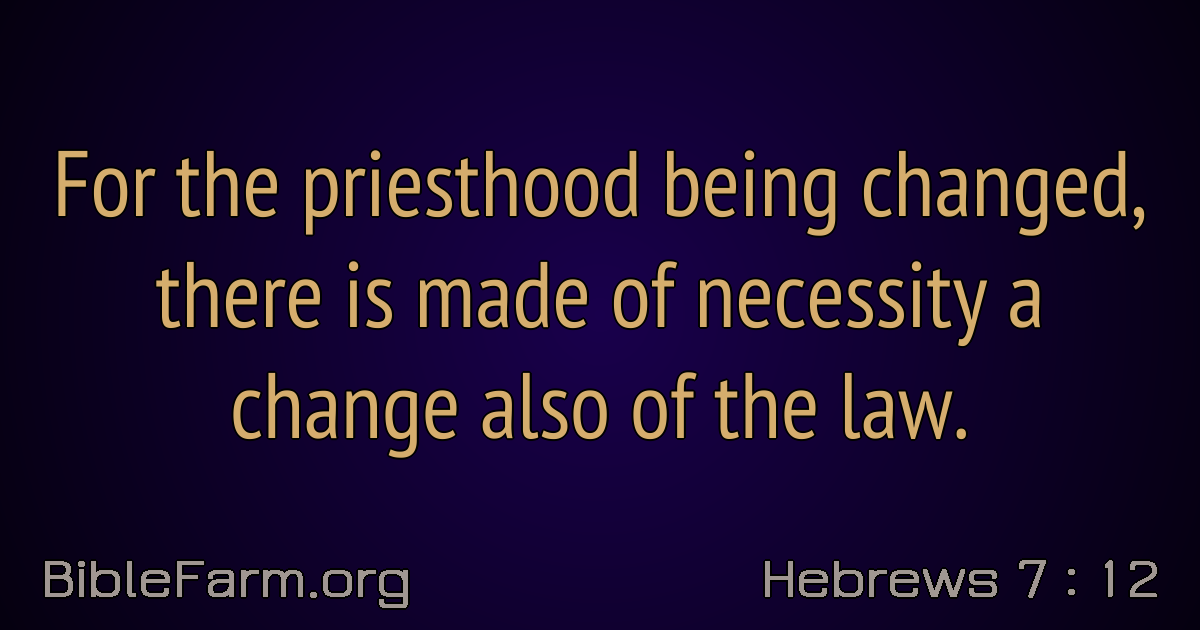 For the priesthood being changed,
there is made of necessity a
change also of the law.
BibleFarm.org
Hebrews 7 : 12